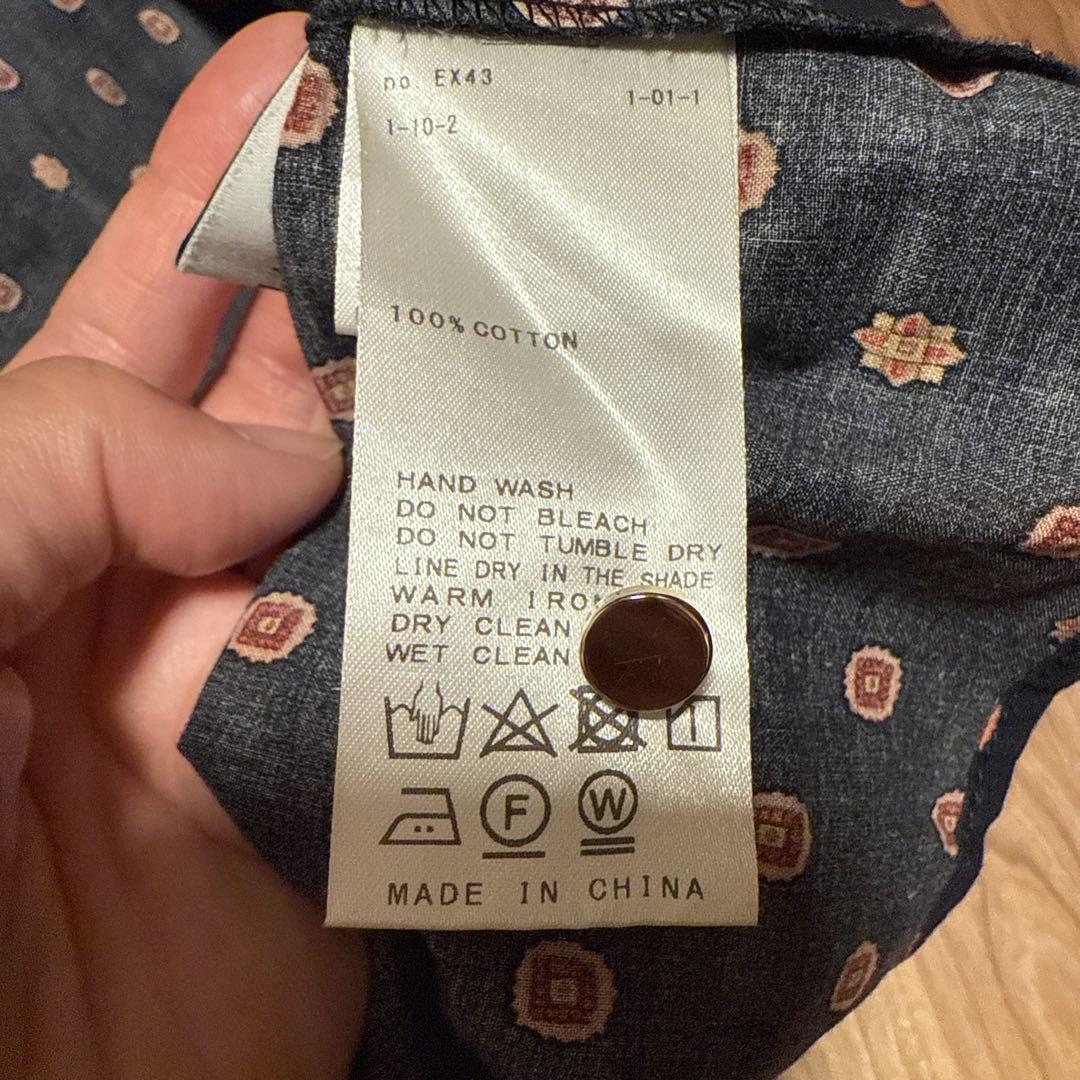 no. EX43
1-01-1
1-10-2
100% COTTON
HAND WASH
DO NOT BLEACH
DO NOT TUMBLE DRY
LINE DRY IN THE SHADE
WARM
DRY CLEAN
WET CLEAN
F W
MADE IN CHINA